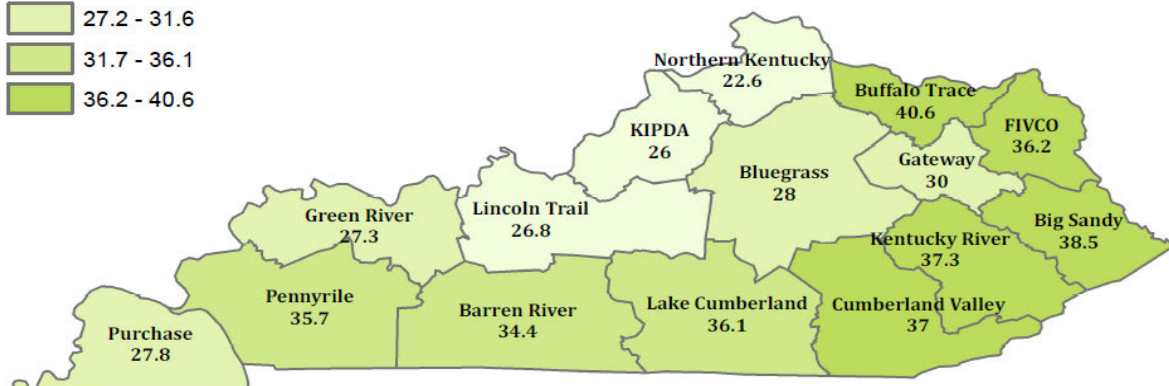 27.2 - 31.6
31.7 - 36.1
36.2 - 40.6
Northern Kentucky
22.6
Buffalo Trace
40.6
FIVCO
36.2
KIPDA
26
Gateway
30
Bluegrass
28
Lincoln Trail
26.8
Green River
27.3
Big Sandy
38.5
Kentucky River
37.3
Pennyrile
35.7
Barren River
34.4
Lake Cumberland
36.1
Cumberland Valley
37
Purchase
27.8